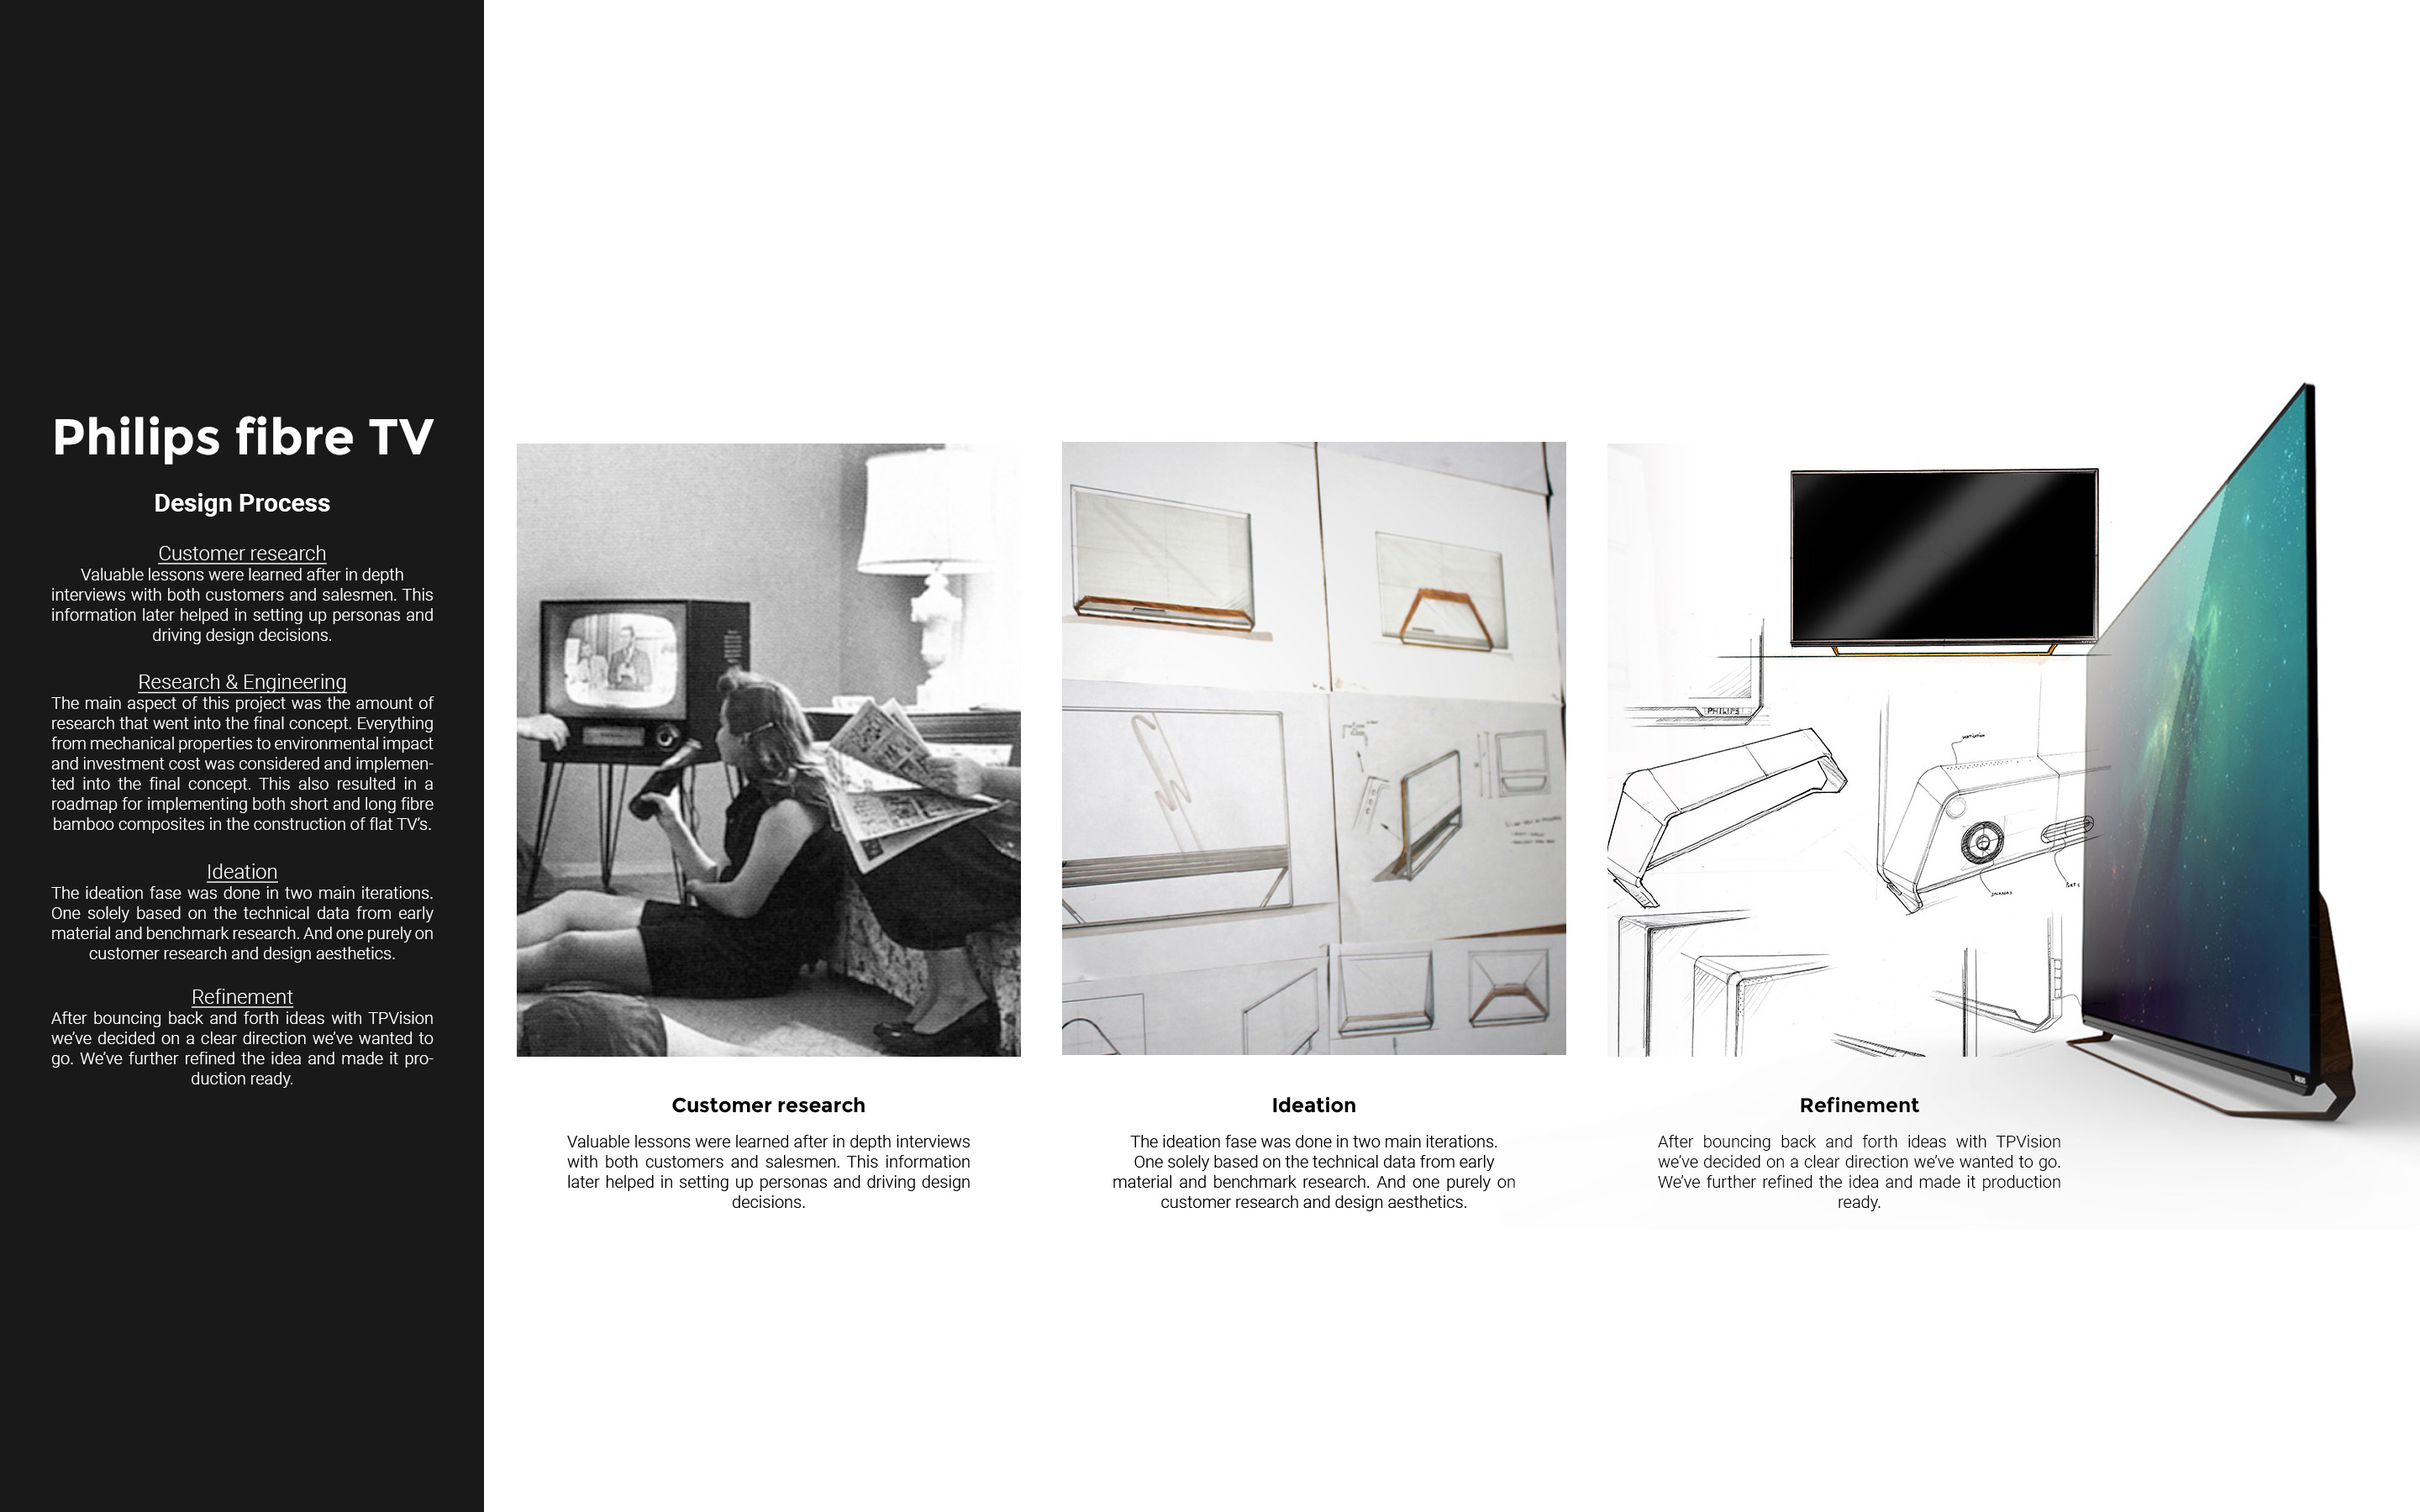 Philips fibre TV
Design Process
Customer research
Valuable lessons were learned after in depth
interviews with both customers and salesmen. This
information later helped in setting up personas and
driving design decisions.
Research & Engineering
The main aspect of this project was the amount of
research that went into the final concept. Everything
from mechanical properties to environmental impact
and investment cost was considered and implemen-
ted into the final concept. This also resulted in a
roadmap for implementing both short and long fibre
bamboo composites in the construction of flat TV's.
Ideation
The ideation fase was done in two main iterations.
One solely based on the technical data from early
material and benchmark research. And one purely on
customer research and design aesthetics.
Refinement
After bouncing back and forth ideas with TPVision
we've decided on a clear direction we've wanted to
go. We've further refined the idea and made it pro-
duction ready.
Customer research
Valuable lessons were learned after in depth interviews
with both customers and salesmen. This information
later helped in setting up personas and driving design
decisions.
Ideation
The ideation fase was done in two main iterations.
One solely based on the technical data from early
material and benchmark research. And one purely on
customer research and design aesthetics.
PHILIPS
Refinement
After bouncing back and forth ideas with TPVision
we've decided on a clear direction we've wanted to go.
We've further refined the idea and made it production
ready.